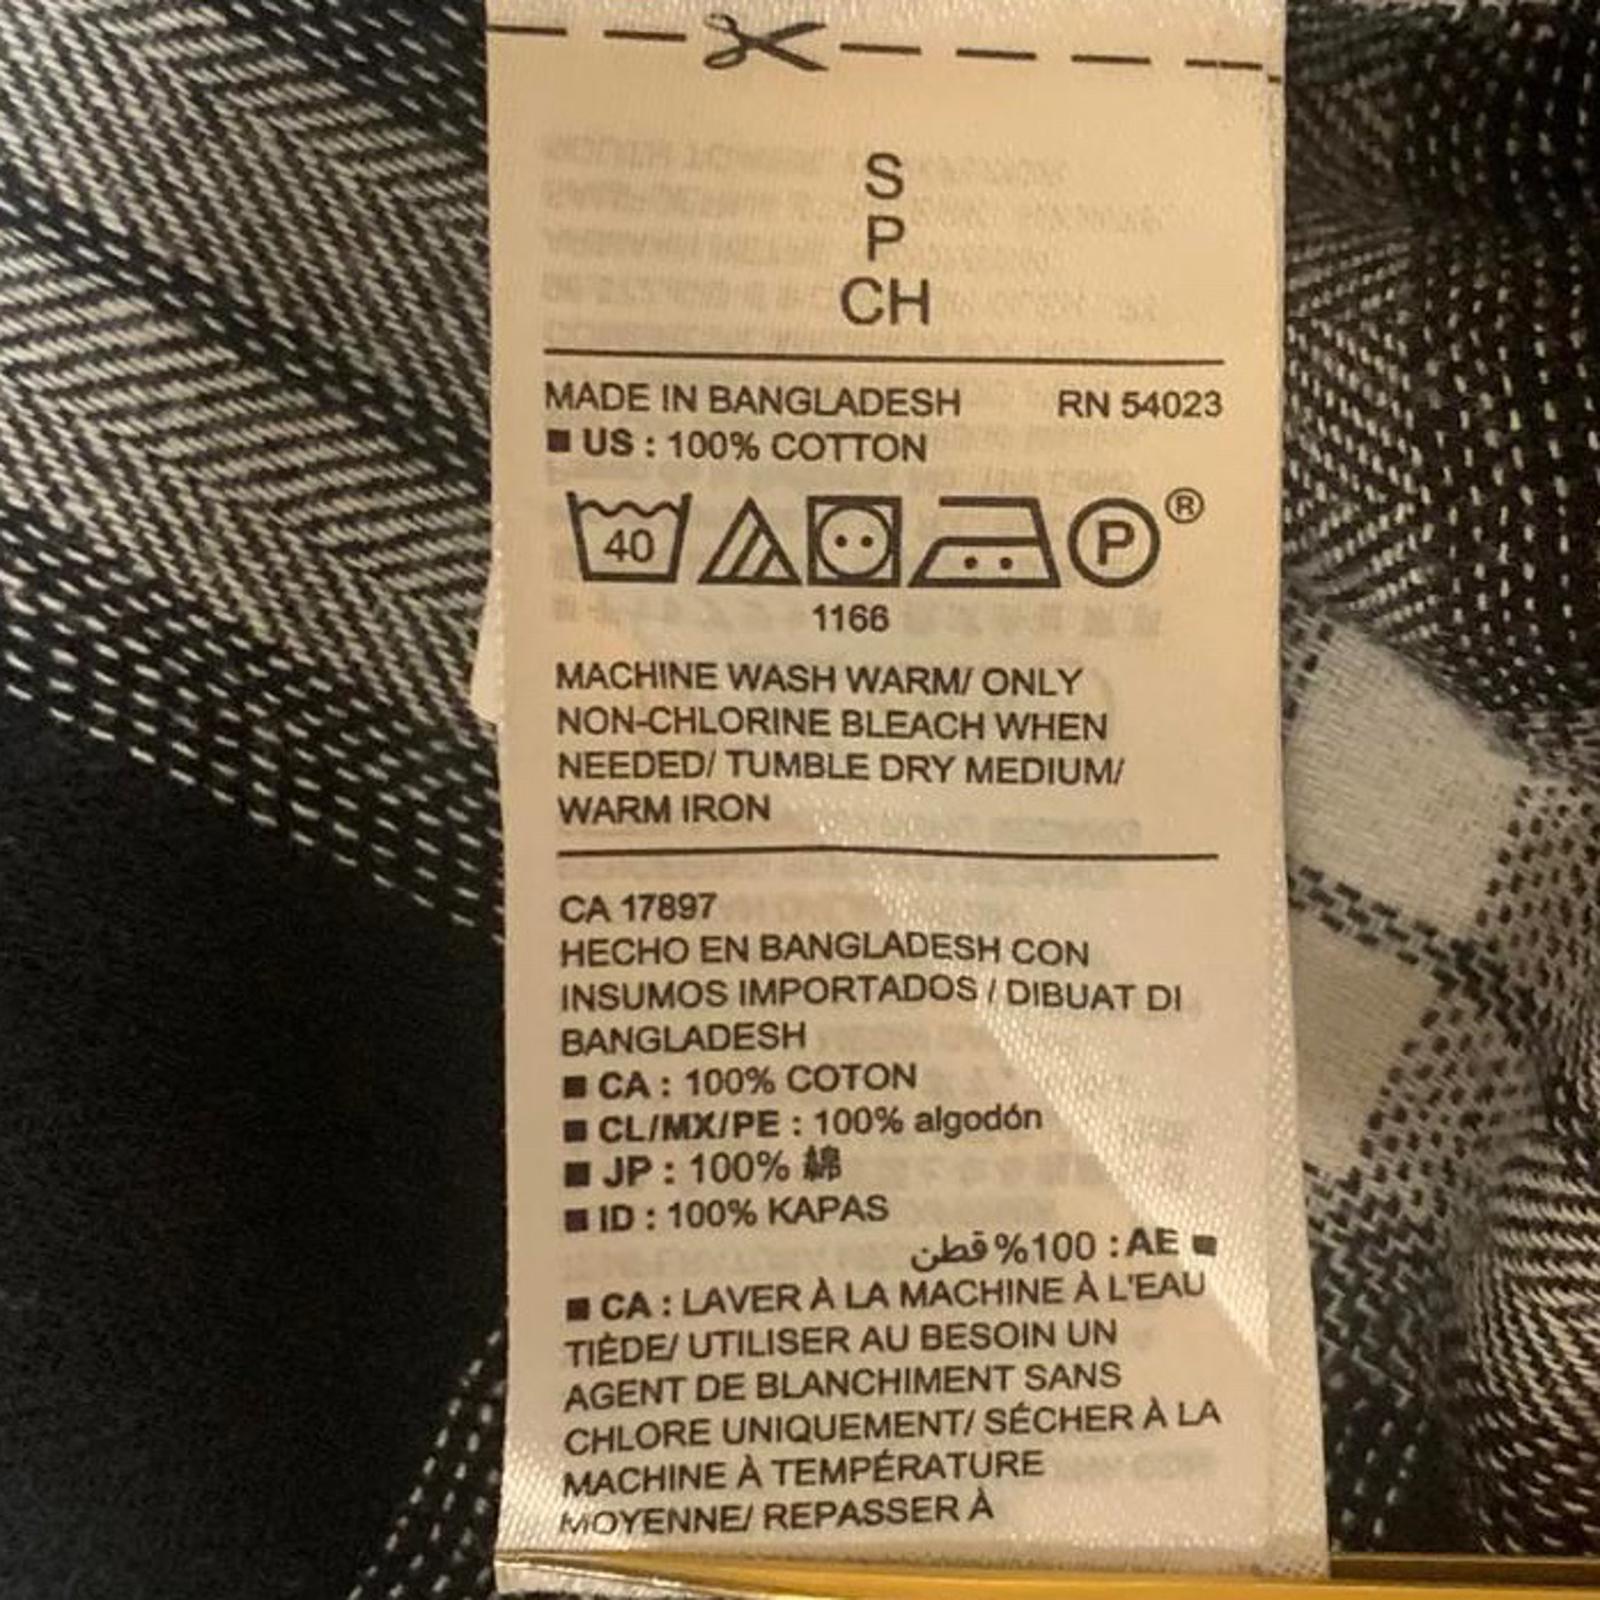 S
P
CH
MADE IN BANGLADESH RN 54023
■ US : 100% COTTON
40 P ®
1166
MACHINE WASH WARM/ ONLY
NON-CHLORINE BLEACH WHEN
NEEDED/ TUMBLE DRY MEDIUM/
WARM IRON
CA 17897
HECHO EN BANGLADESH CON
INSUMOS IMPORTADOS / DIBUAT DI
BANGLADESH
■ CA : 100% COTON
■ CL/MX/PE : 100% algodón
■ JP : 100% 綿
■ ID : 100% KAPAS
■ AE : 100% قطن
■ CA : LAVER À LA MACHINE À L'EAU
TIÈDE/ UTILISER AU BESOIN UN
AGENT DE BLANCHIMENT SANS
CHLORE UNIQUEMENT/ SÉCHER À LA
MACHINE À TEMPÉRATURE
MOYENNE/ REPASSER À